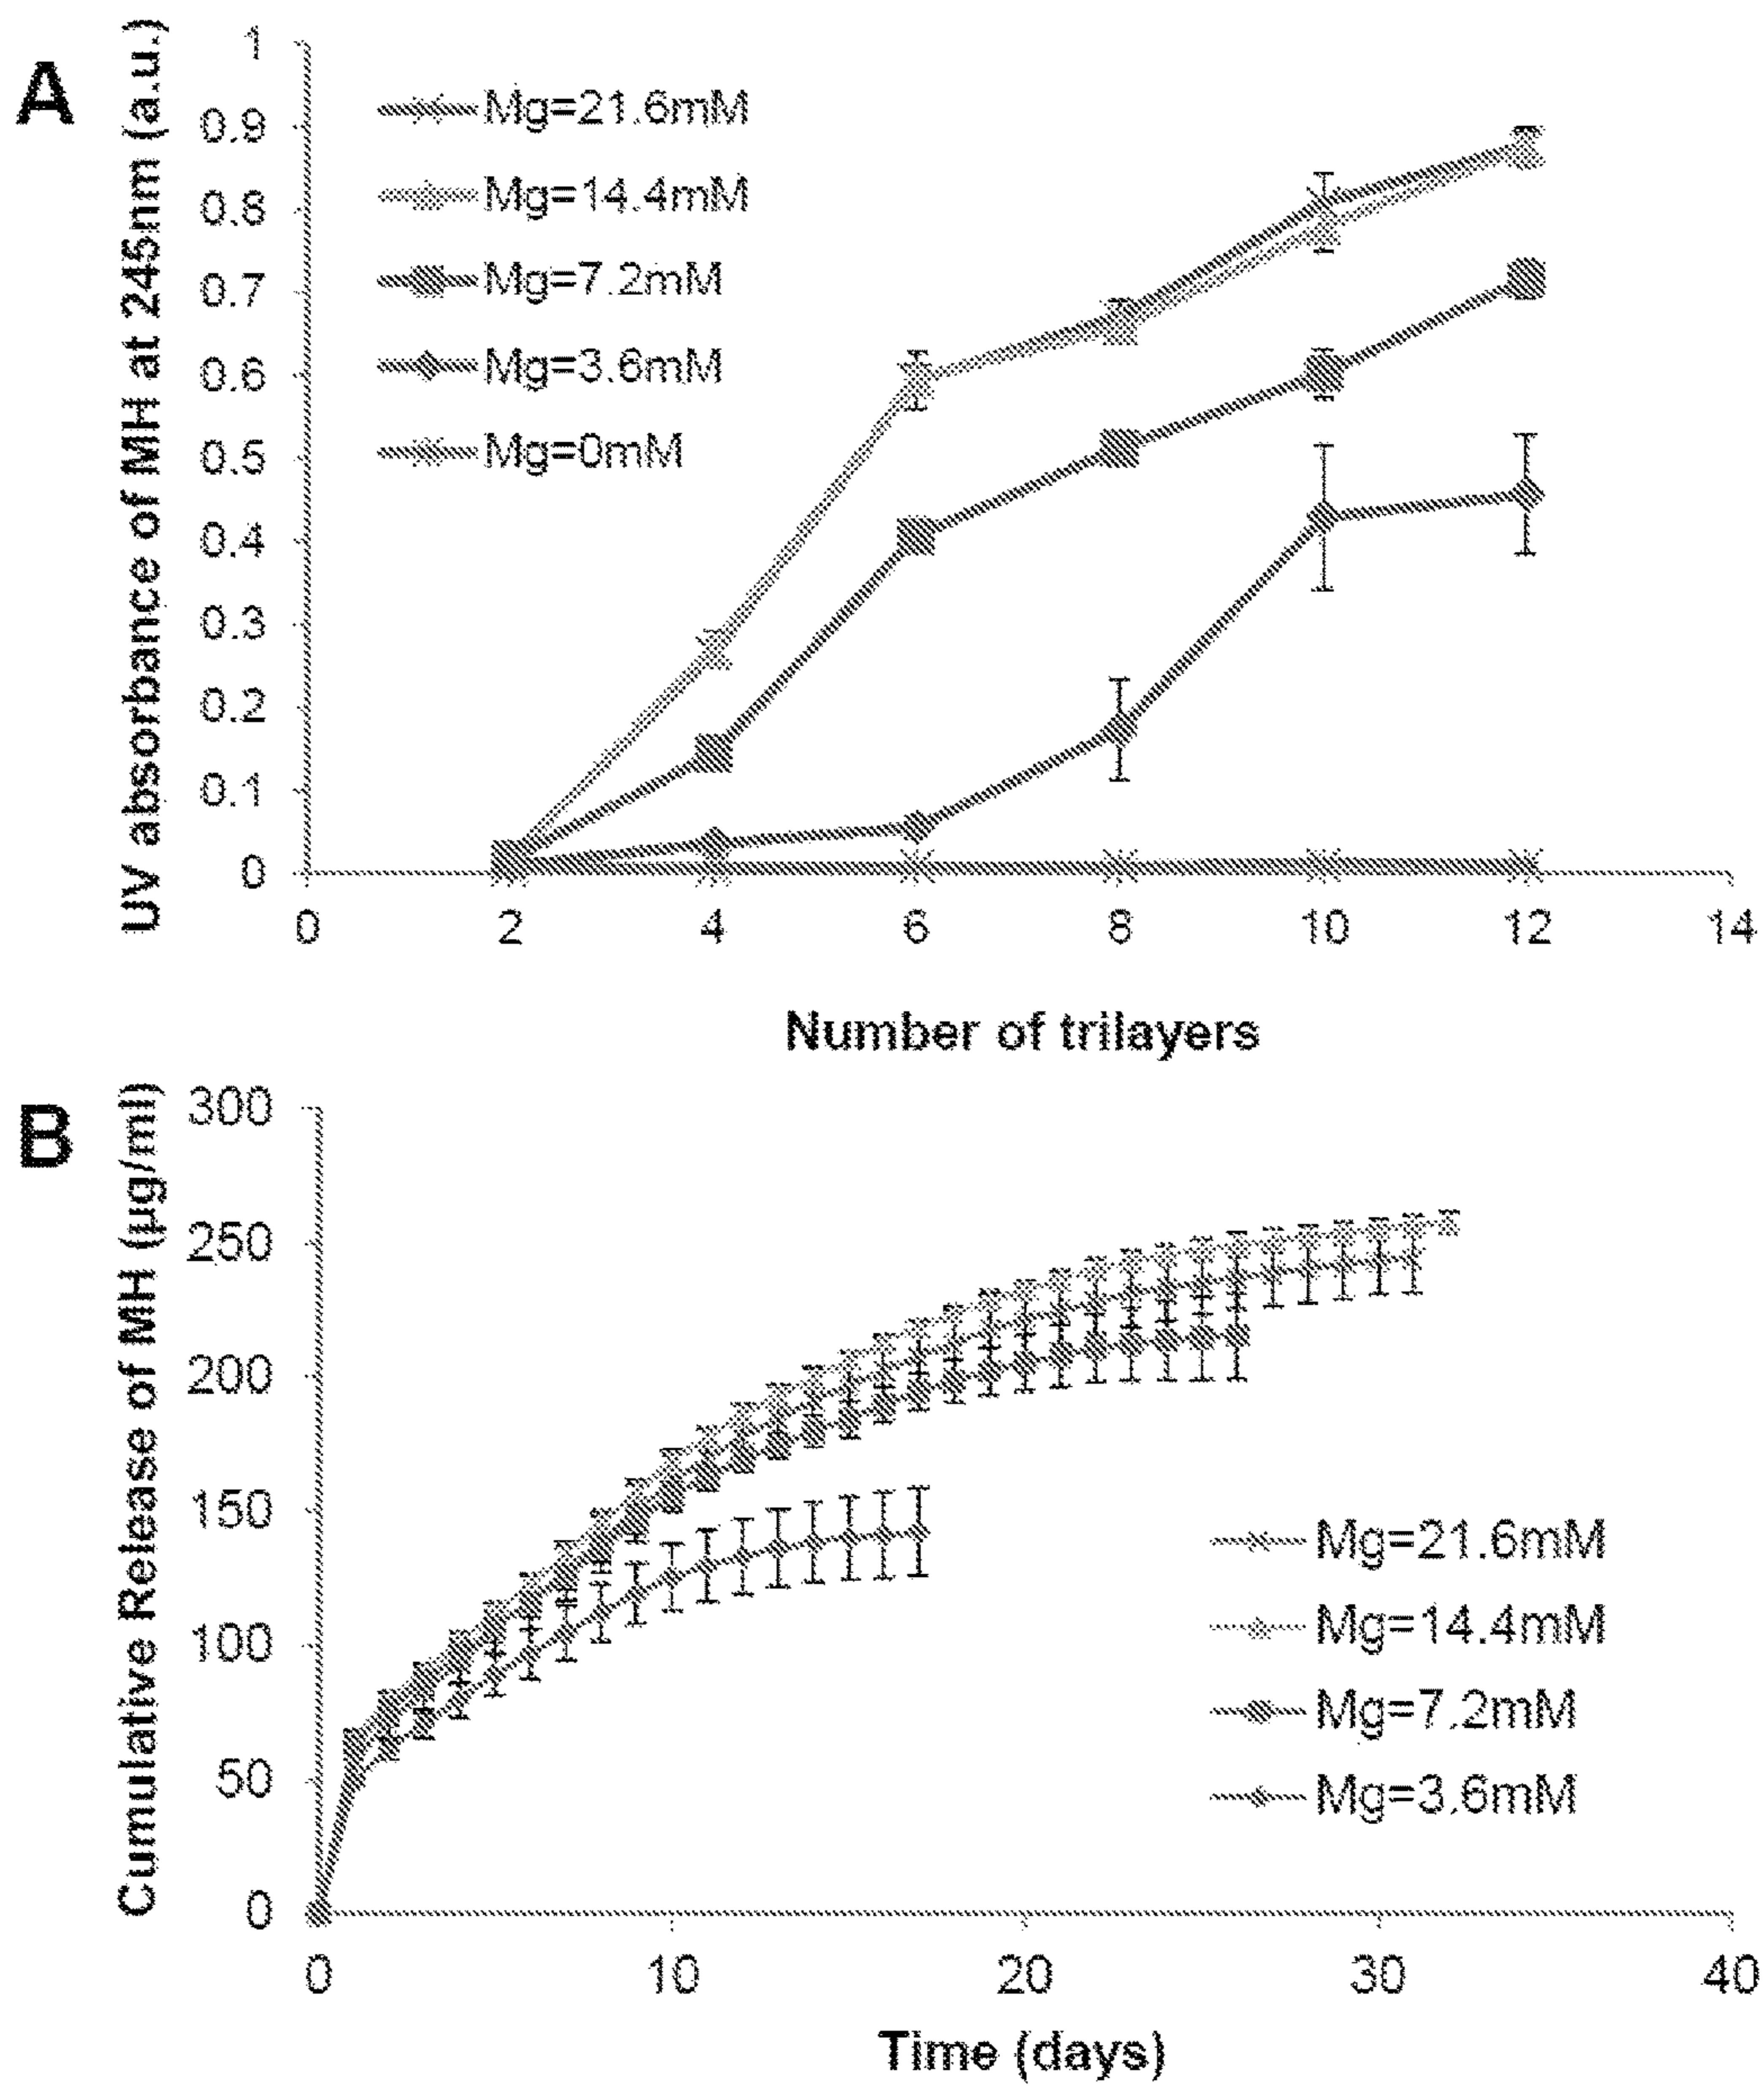 A
UV absorbance of MH at 245nm (a.u.)
1
0.9
0.8
0.7
0.6
0.5
0.4
0.3
0.2
0.1
0
Mg=21.6mM
Mg=14.4mM
Mg=7.2mM
Mg=3.6mM
Mg=0mM
0 2 4 6 8 10 12 14
Number of trilayers
B
Cumulative Release of MH (µg/ml)
300
250
200
150
100
50
0
Mg=21.6mM
Mg=14.4mM
Mg=7.2mM
Mg=3.6mM
0 10 20 30 40
Time (days)